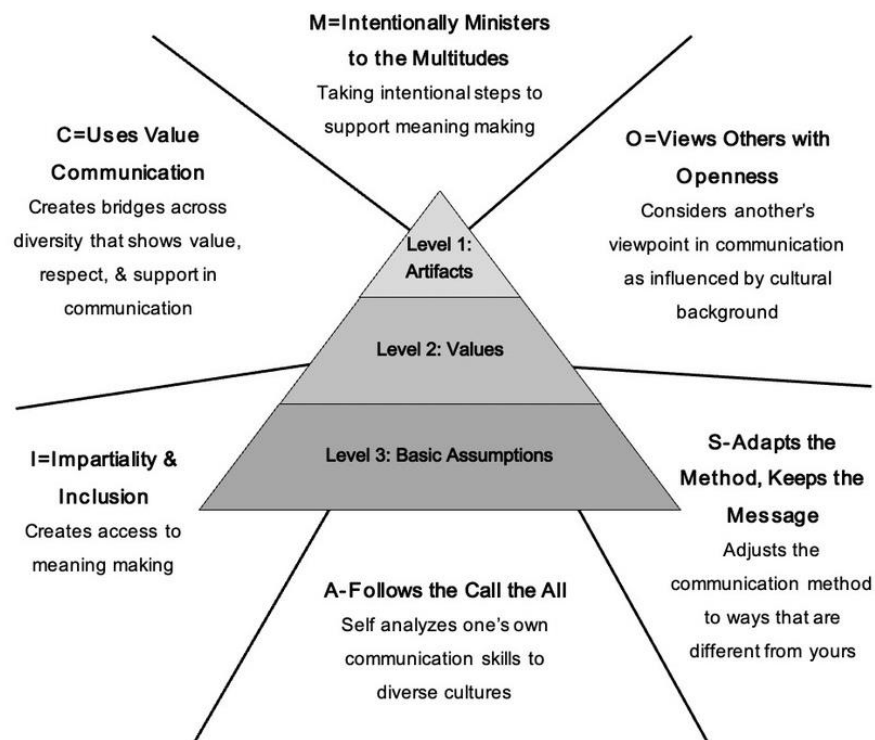 M=Intentionally Ministers
to the Multitudes
Taking intentional steps to
support meaning making
C=Uses Value
Communication
Creates bridges across
diversity that shows value,
respect, & support in
communication
O=Views Others with
Openness
Considers another's
viewpoint in communication
as influenced by cultural
background
Level 1:
Artifacts
Level 2: Values
Level 3: Basic Assumptions
I=Impartiality &
Inclusion
Creates access to
meaning making
S-Adapts the
Method, Keeps the
Message
Adjusts the
communication method
to ways that are
different from yours
A-Follows the Call the All
Self analyzes one's own
communication skills to
diverse cultures